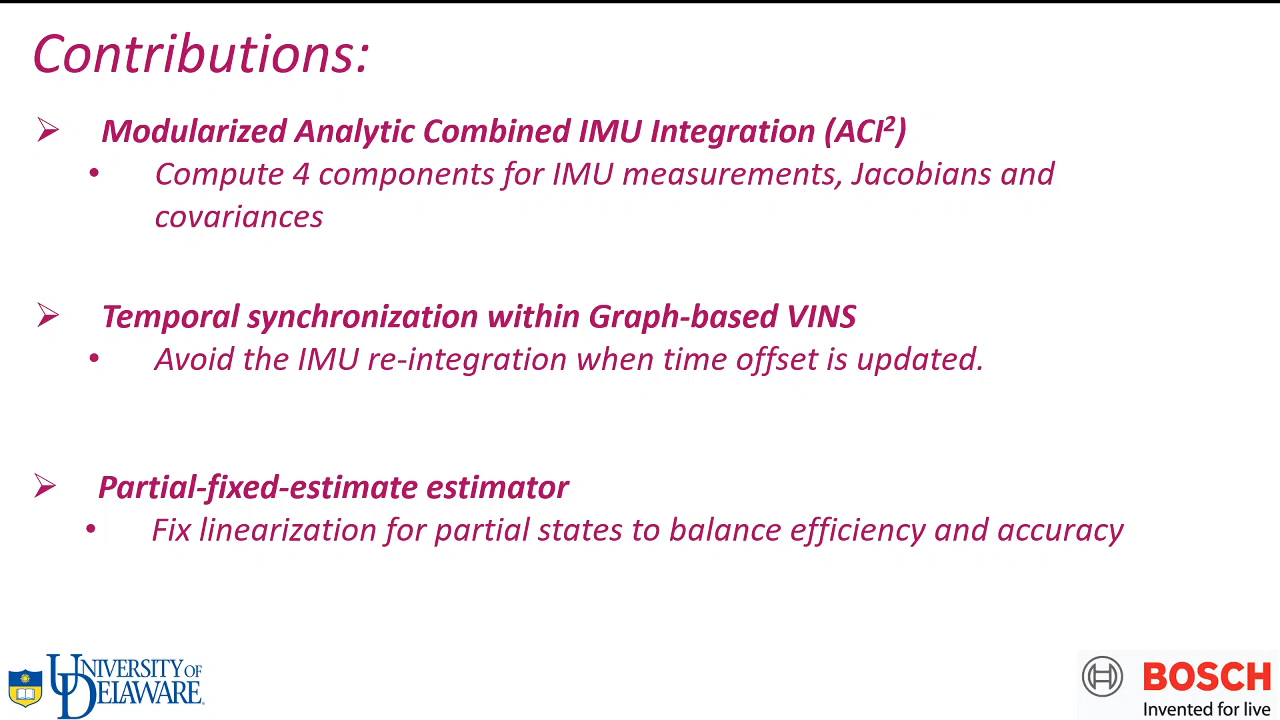 Contributions:
➢ Modularized Analytic Combined IMU Integration (ACI²)
• Compute 4 components for IMU measurements, Jacobians and
covariances
➢ Temporal synchronization within Graph-based VINS
• Avoid the IMU re-integration when time offset is updated.
➢ Partial-fixed-estimate estimator
• Fix linearization for partial states to balance efficiency and accuracy
UNIVERSITY OF
DELAWARE.
BOSCH
Invented for live